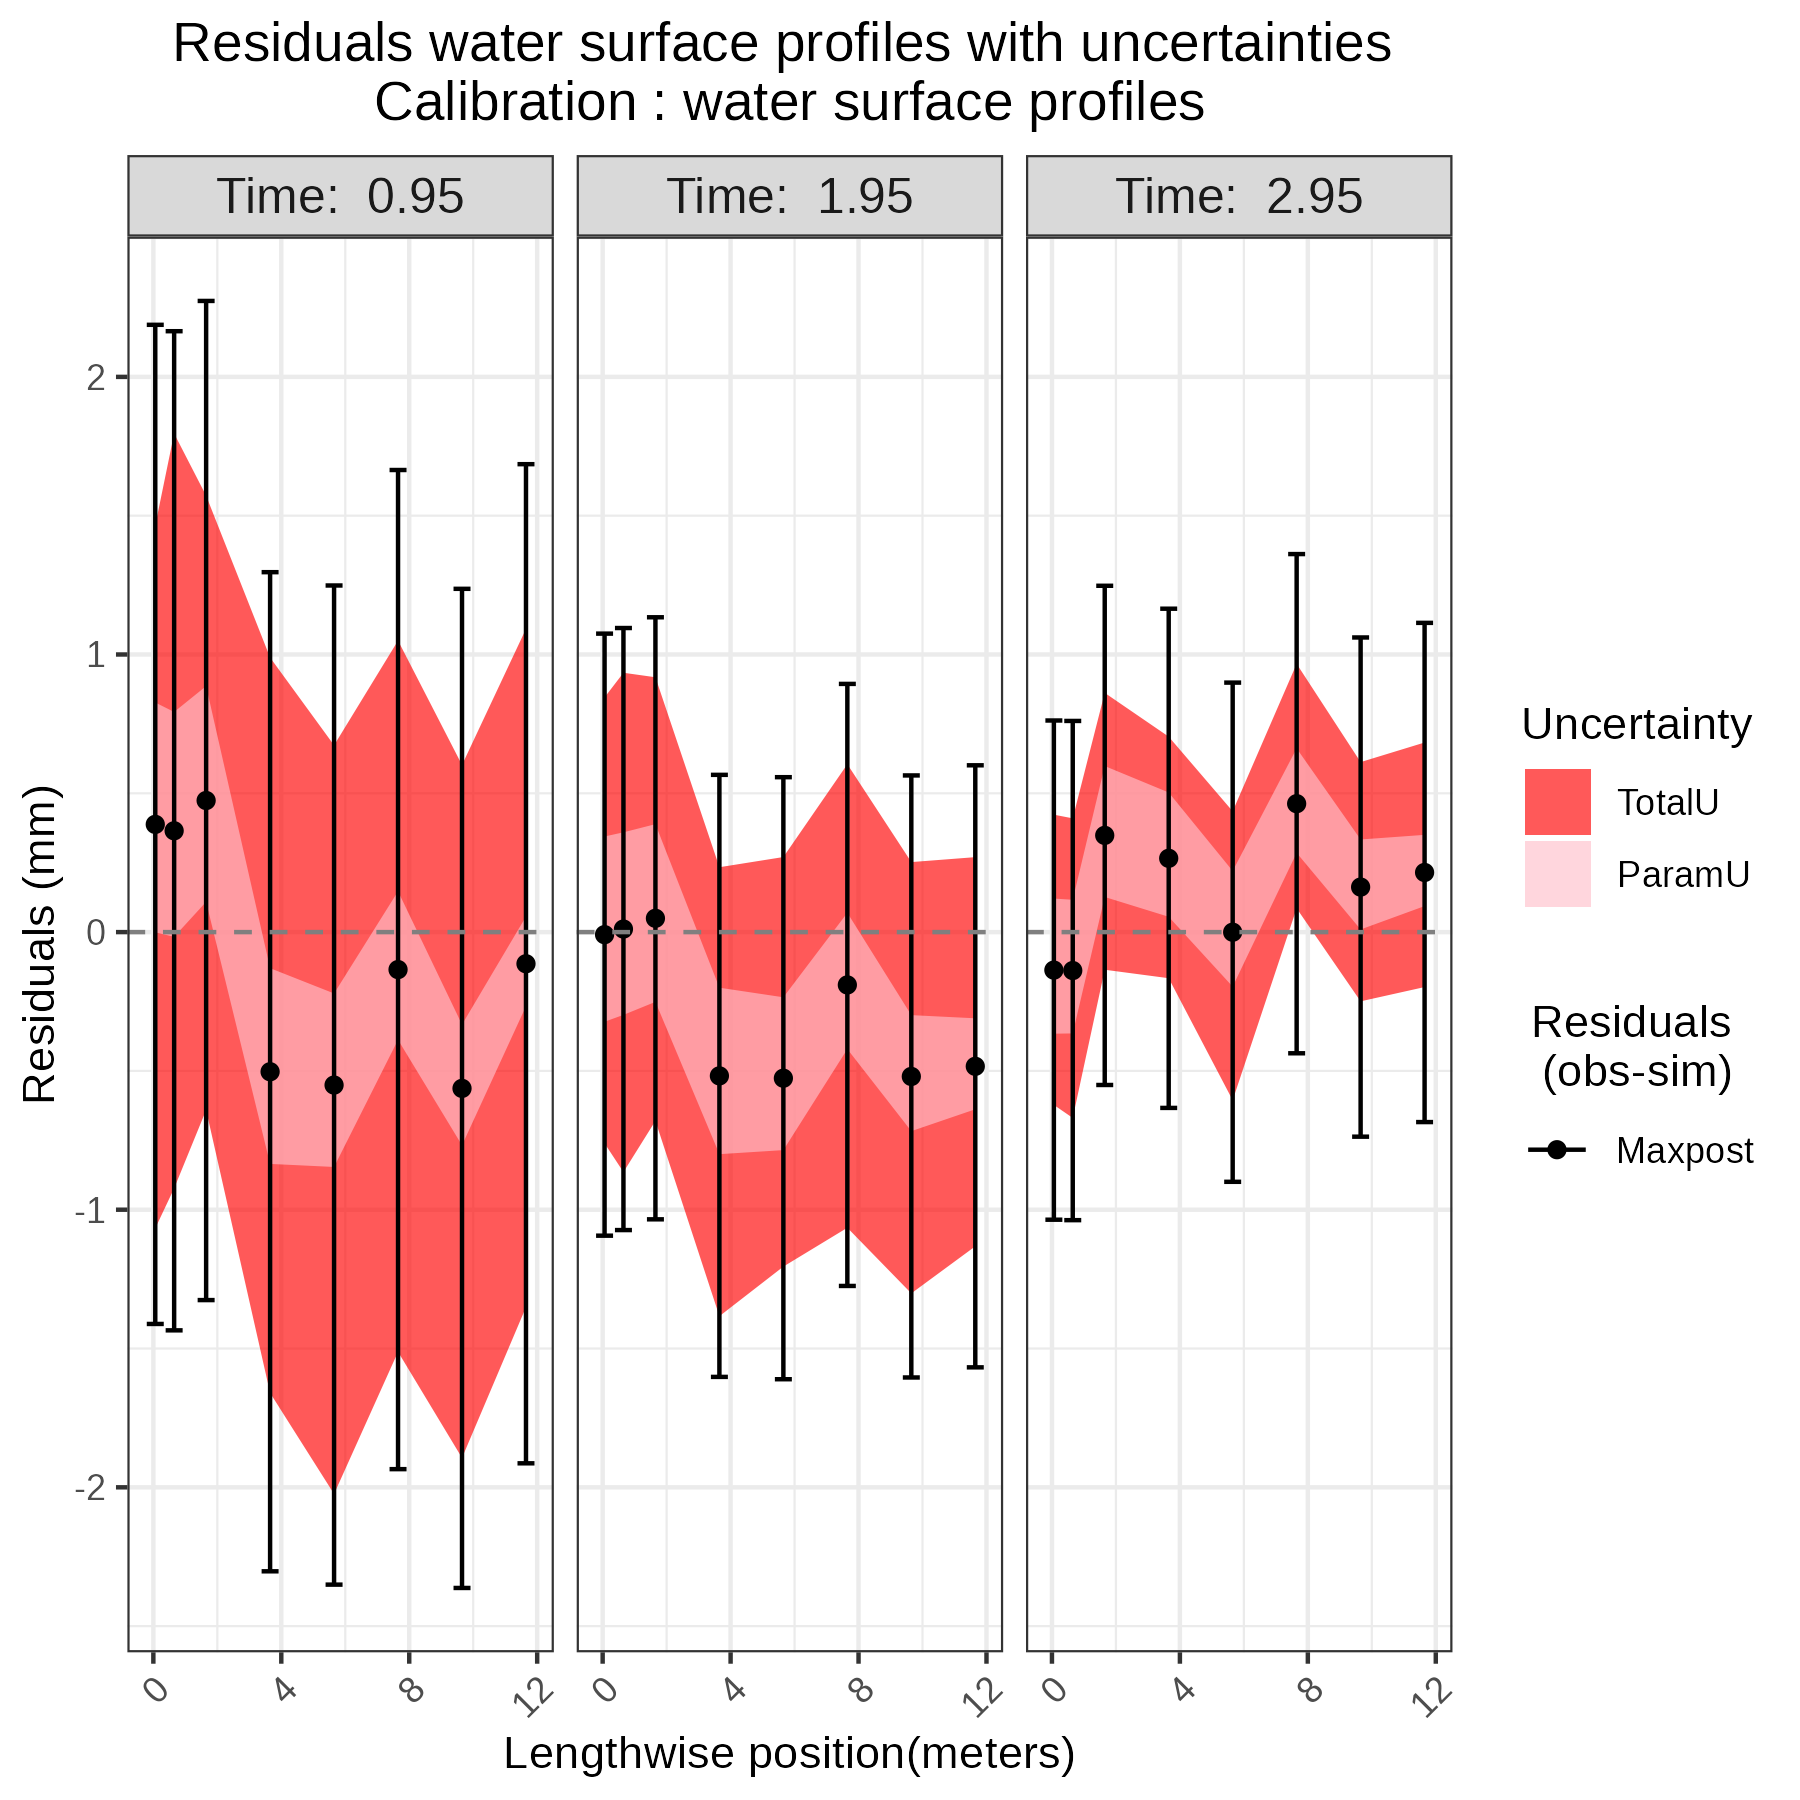 Residuals water surface profiles with uncertainties
Calibration : water surface profiles
Time: 0.95
Time: 1.95
Time: 2.95
Residuals (mm)
2
1
0
-1
-2
0
4
8
12
0
4
8
12
0
4
8
12
Lengthwise position(meters)
Uncertainty
TotalU
ParamU
Residuals
(obs-sim)
Maxpost